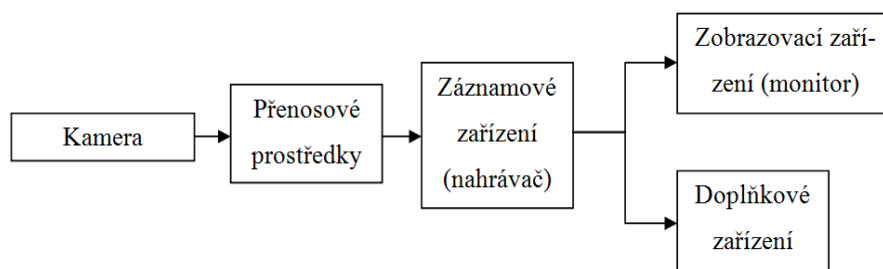 Kamera
Přenosové
prostředky
Záznamové
zařízení
(nahrávač)
Zobrazovací zaří-
zení (monitor)
Doplňkové
zařízení